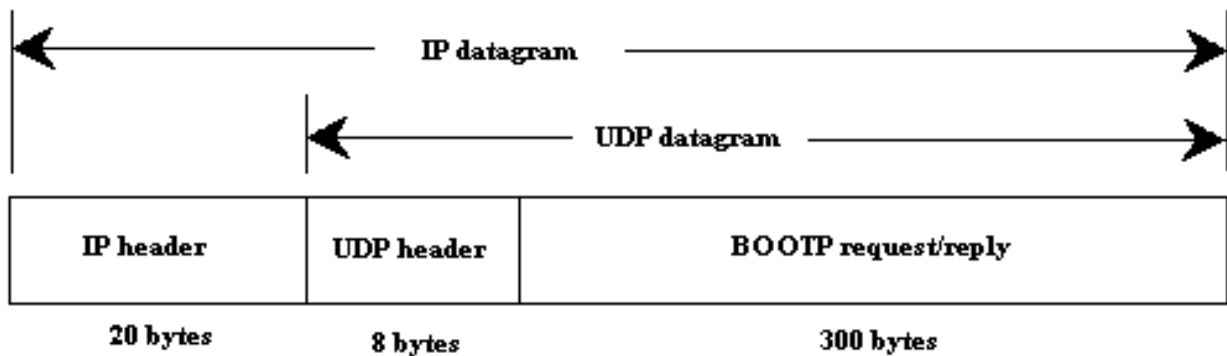 IP datagram
UDP datagram
IP header
UDP header
BOOTP request/reply
20 bytes
8 bytes
300 bytes